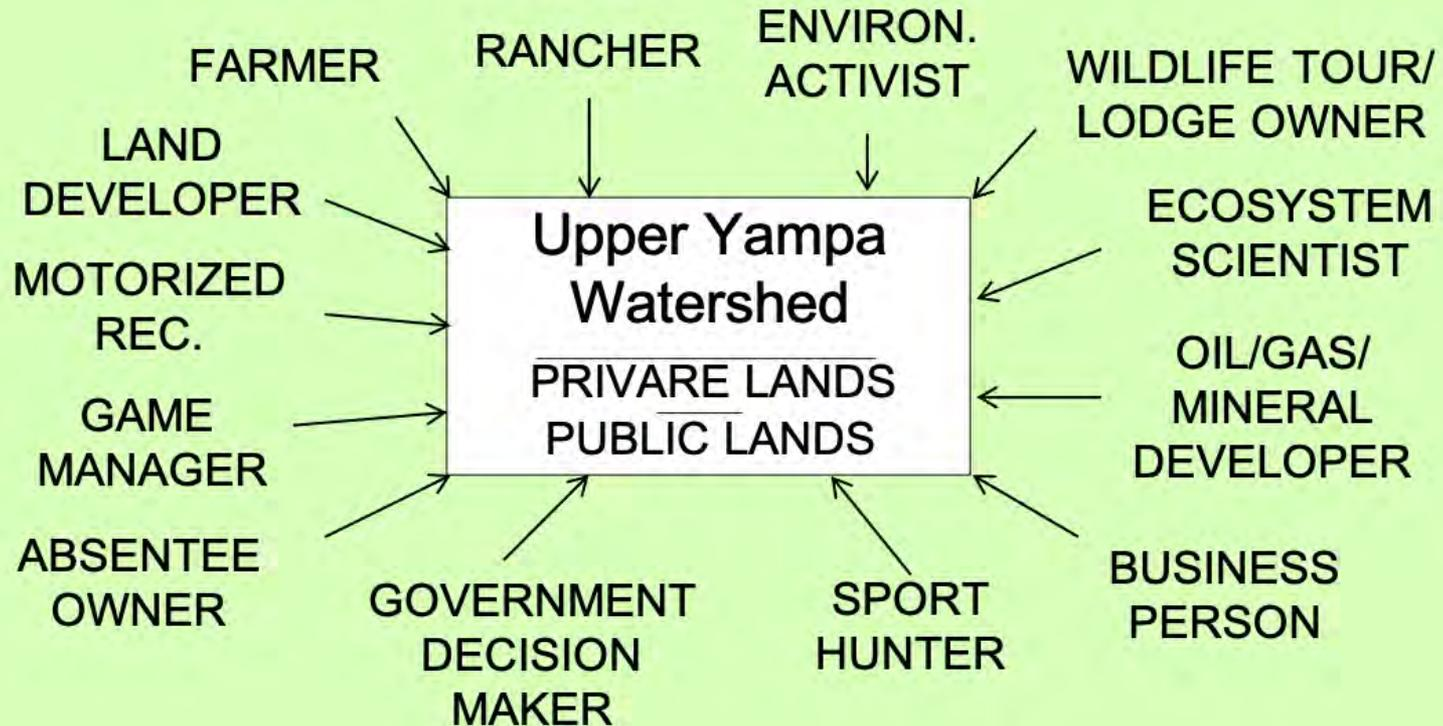 FARMER
RANCHER
ENVIRON.
ACTIVIST
WILDLIFE TOUR/
LODGE OWNER
LAND
DEVELOPER
MOTORIZED
REC.
GAME
MANAGER
ABSENTEE
OWNER
Upper Yampa
Watershed
PRIVARE LANDS
PUBLIC LANDS
ECOSYSTEM
SCIENTIST
OIL/GAS/
MINERAL
DEVELOPER
BUSINESS
PERSON
GOVERNMENT
DECISION
MAKER
SPORT
HUNTER